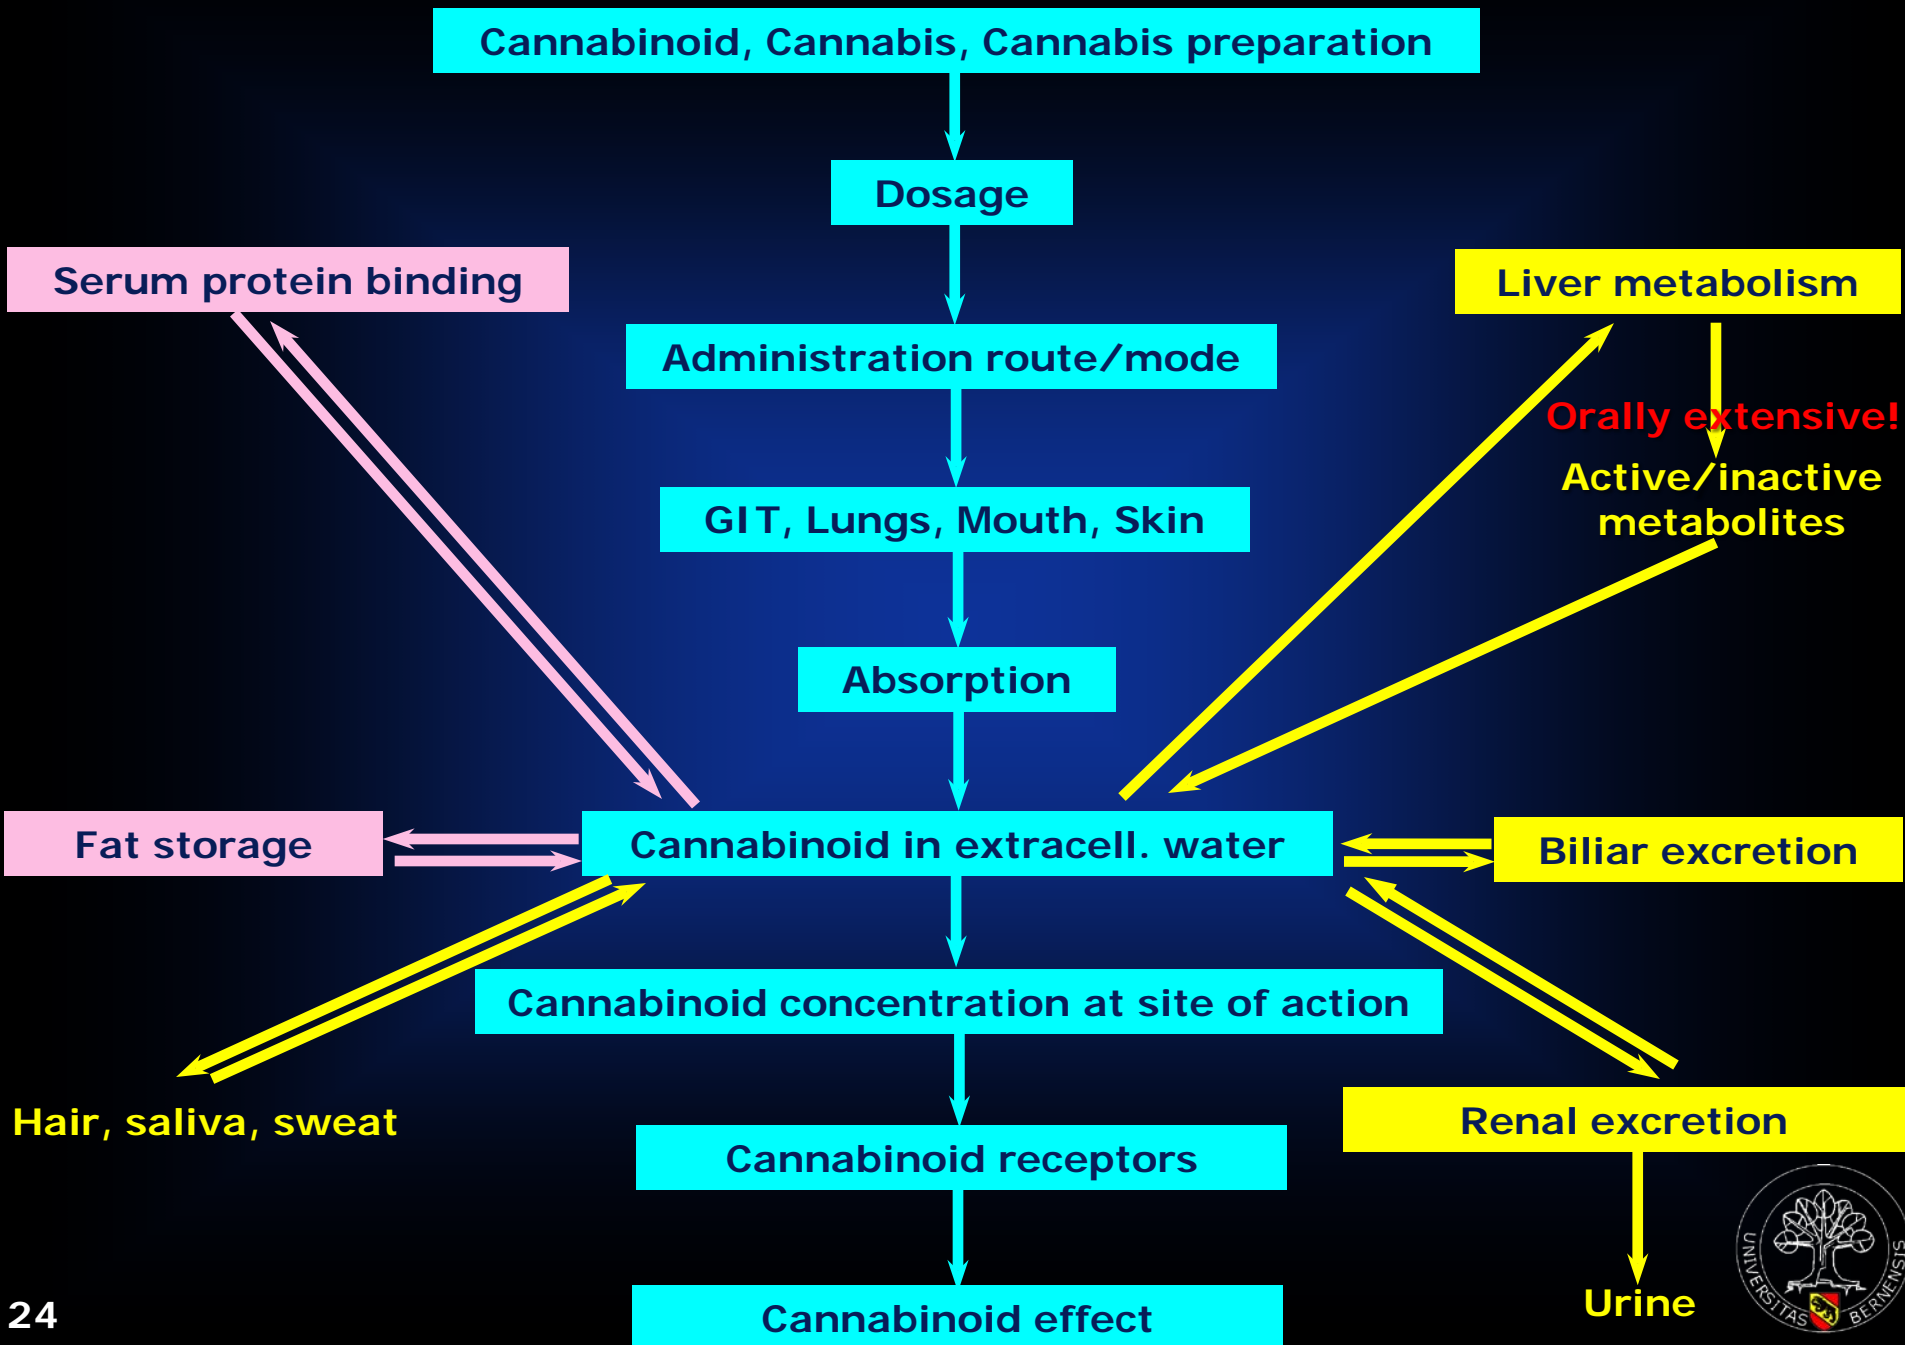 Cannabinoid, Cannabis, Cannabis preparation
Dosage
Serum protein binding
Liver metabolism
Administration route/mode
Orally extensive!
Active/inactive
metabolites
GIT, Lungs, Mouth, Skin
Absorption
Fat storage
Cannabinoid in extracell. water
Biliar excretion
Cannabinoid concentration at site of action
Hair, saliva, sweat
Renal excretion
Cannabinoid receptors
Urine
Cannabinoid effect
24
UNIVERSITAS BERNENSIS